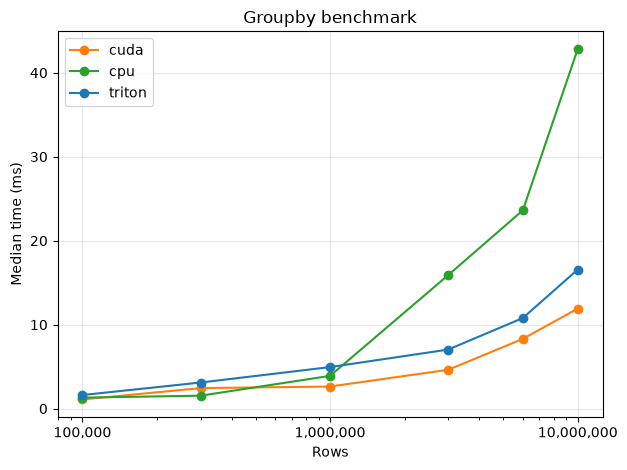 Groupby benchmark
cuda
cpu
triton
Median time (ms)
40
30
20
10
0
100,000 1,000,000 10,000,000
Rows